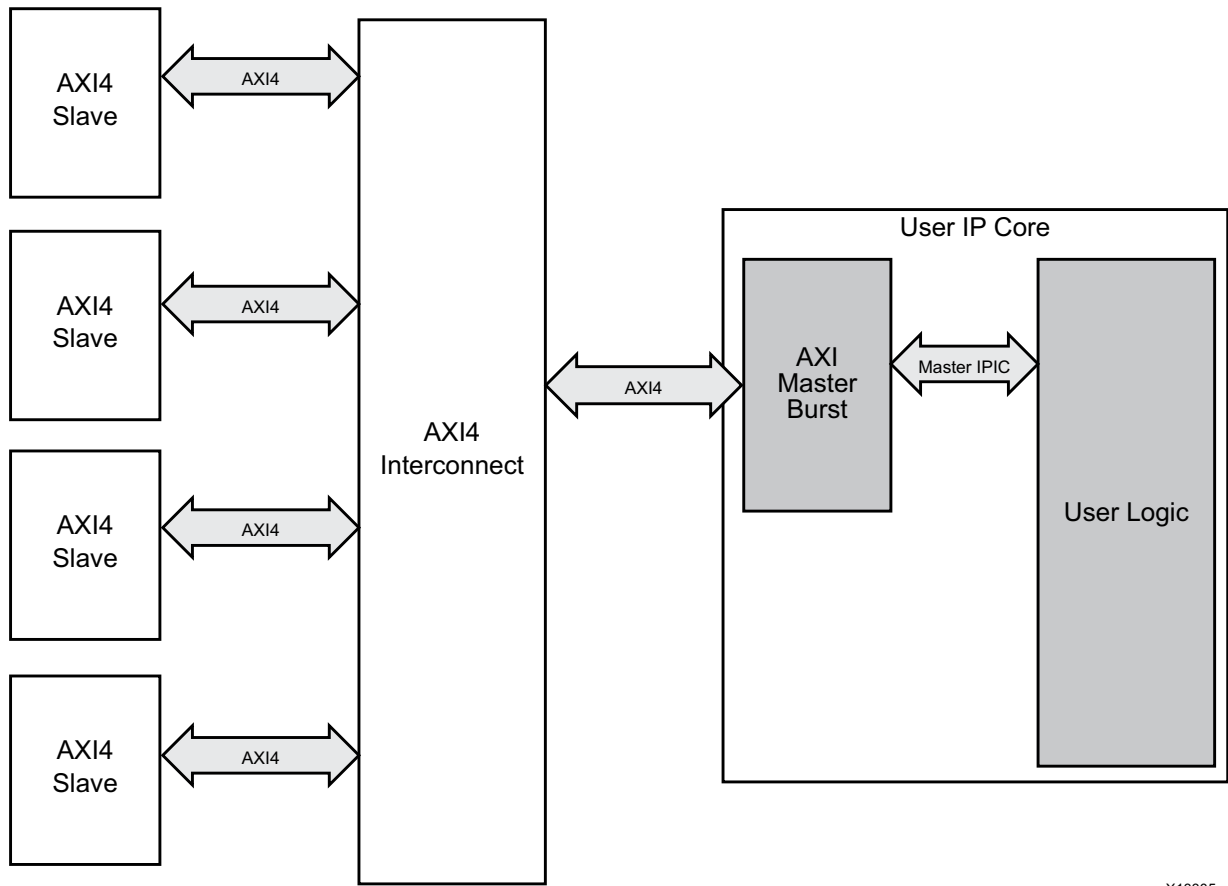 AXI4
Slave
AXI4
AXI4
Slave
AXI4
AXI4
Slave
AXI4
AXI4
Slave
AXI4
AXI4
Interconnect
AXI4
User IP Core
AXI
Master
Burst
Master IPIC
User Logic